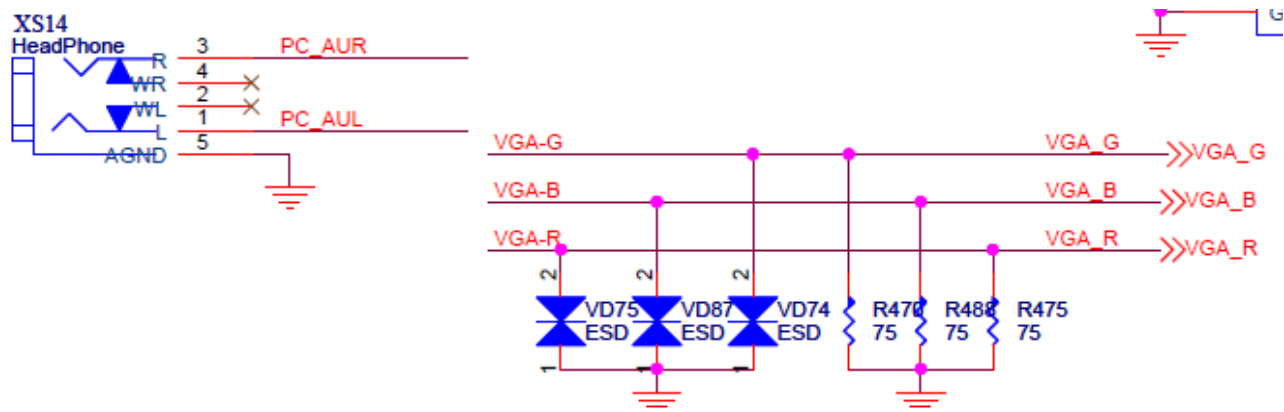 XS14
HeadPhone
R 3 PC_AUR
WR 4
WL 2
L 1 PC_AUL
AGND 5
G
VGA-G VGA_G VGA_G
VGA-B VGA_B VGA_B
VGA-R VGA_R VGA_R
2 2 2
VD75 VD87 VD74 R470 R488 R475
ESD ESD ESD 75 75 75
1 1 1